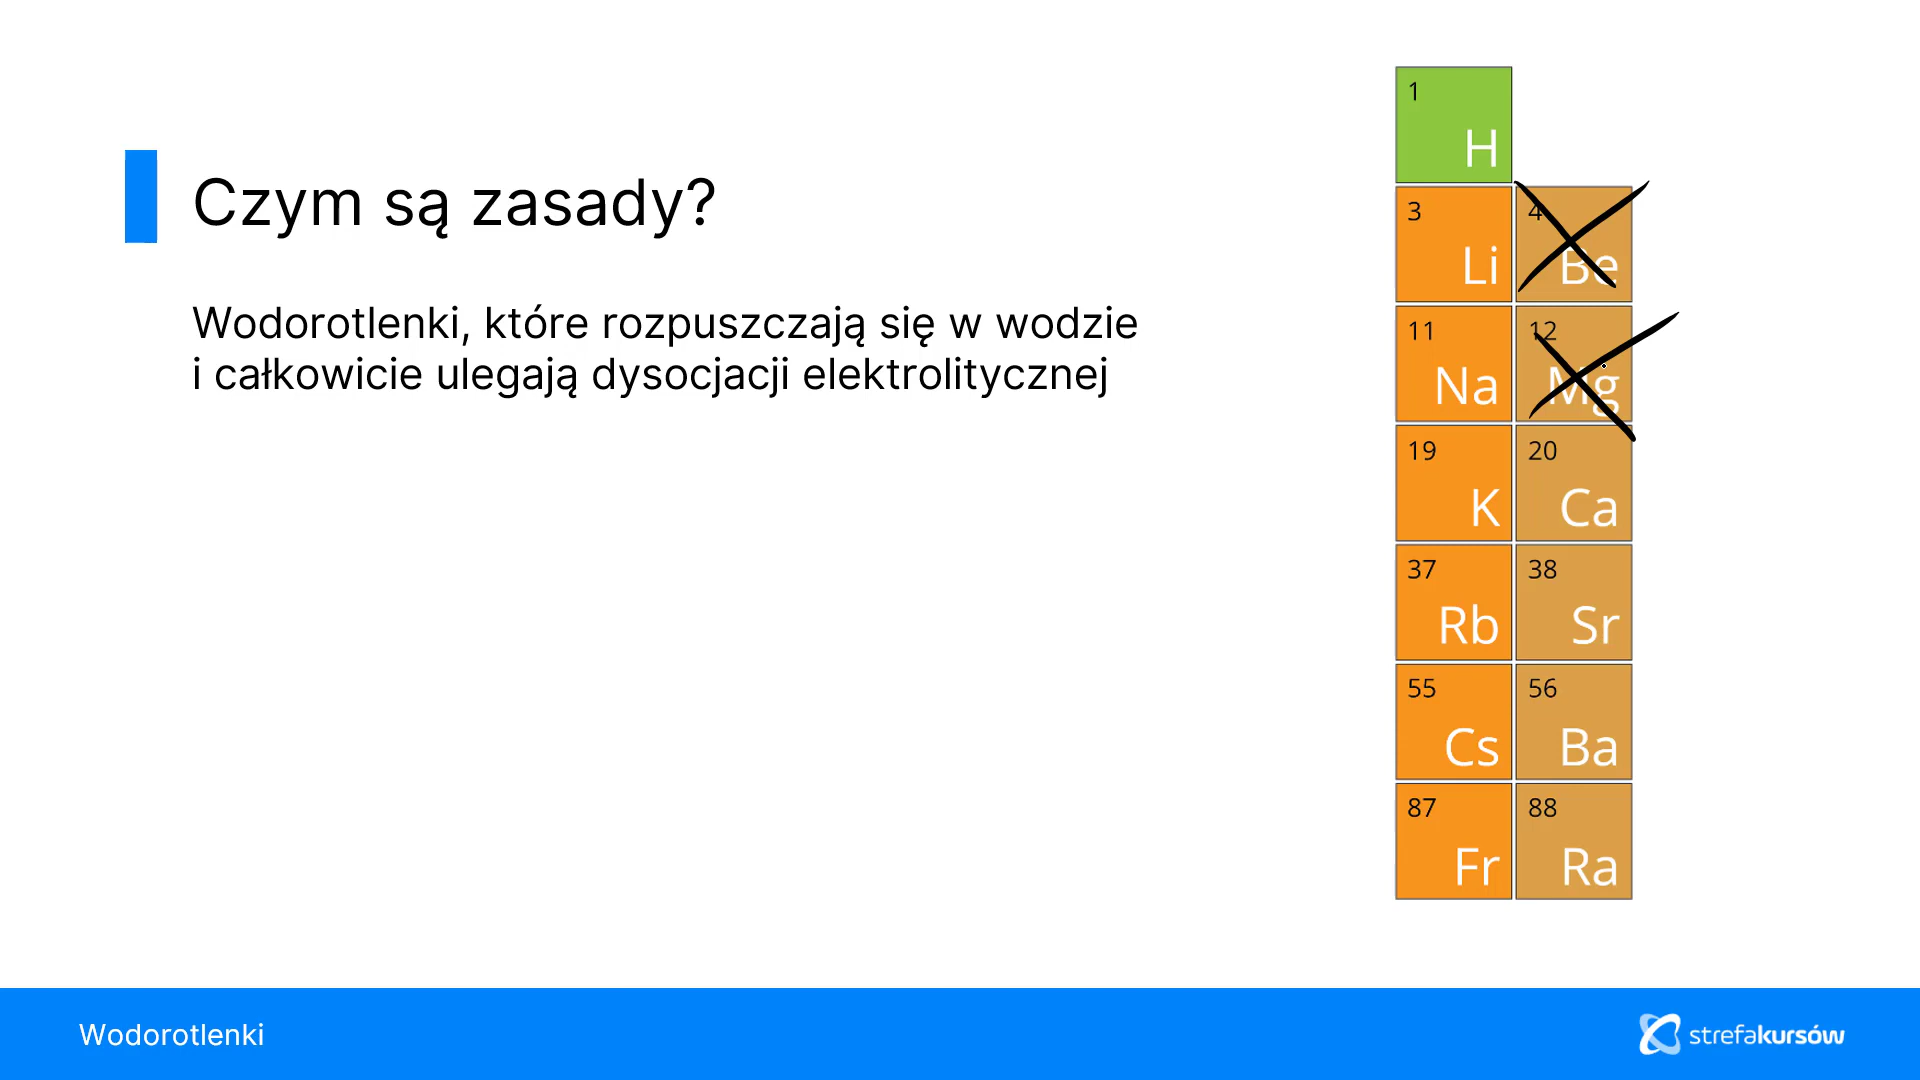 Czym są zasady?
Wodorotlenki, które rozpuszczają się w wodzie
i całkowicie ulegają dysocjacji elektrolitycznej
1
H
3
Li
4
Be
11
Na
12
Mg
19
K
20
Ca
37
Rb
38
Sr
55
Cs
56
Ba
87
Fr
88
Ra
Wodorotlenki
strefakursów